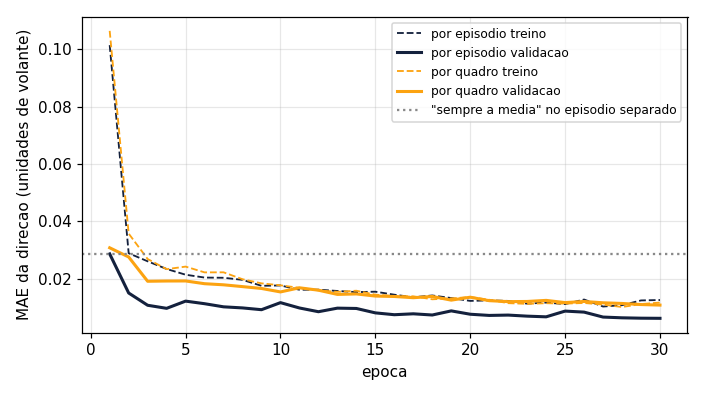 MAE da direcao (unidades de volante)
0.10
0.08
0.06
0.04
0.02
por episodio treino
por episodio validacao
por quadro treino
por quadro validacao
"sempre a media" no episodio separado
0 5 10 15 20 25 30
epoca